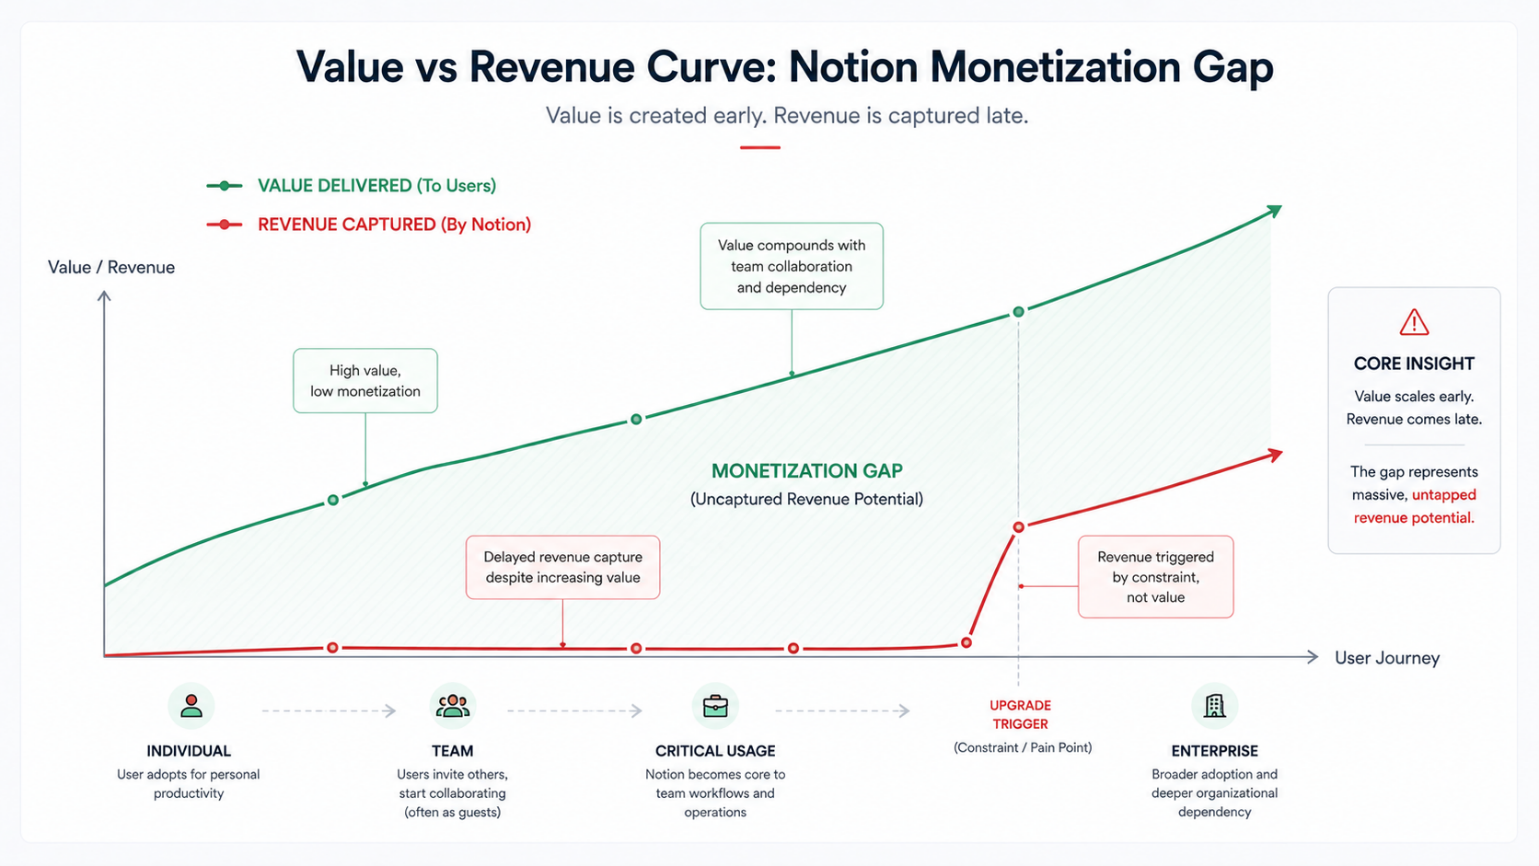 Value vs Revenue Curve: Notion Monetization Gap
Value is created early. Revenue is captured late.
VALUE DELIVERED (To Users)
REVENUE CAPTURED (By Notion)
Value / Revenue
High value,
low monetization
Value compounds with
team collaboration
and dependency
MONETIZATION GAP
(Uncaptured Revenue Potential)
Delayed revenue capture
despite increasing value
Revenue triggered
by constraint,
not value
CORE INSIGHT
Value scales early.
Revenue comes late.
The gap represents
massive, untapped
revenue potential.
User Journey
INDIVIDUAL
User adopts for personal
productivity
TEAM
Users invite others,
start collaborating
(often as guests)
CRITICAL USAGE
Notion becomes core to
team workflows and
operations
UPGRADE
TRIGGER
(Constraint / Pain Point)
ENTERPRISE
Broader adoption and
deeper organizational
dependency